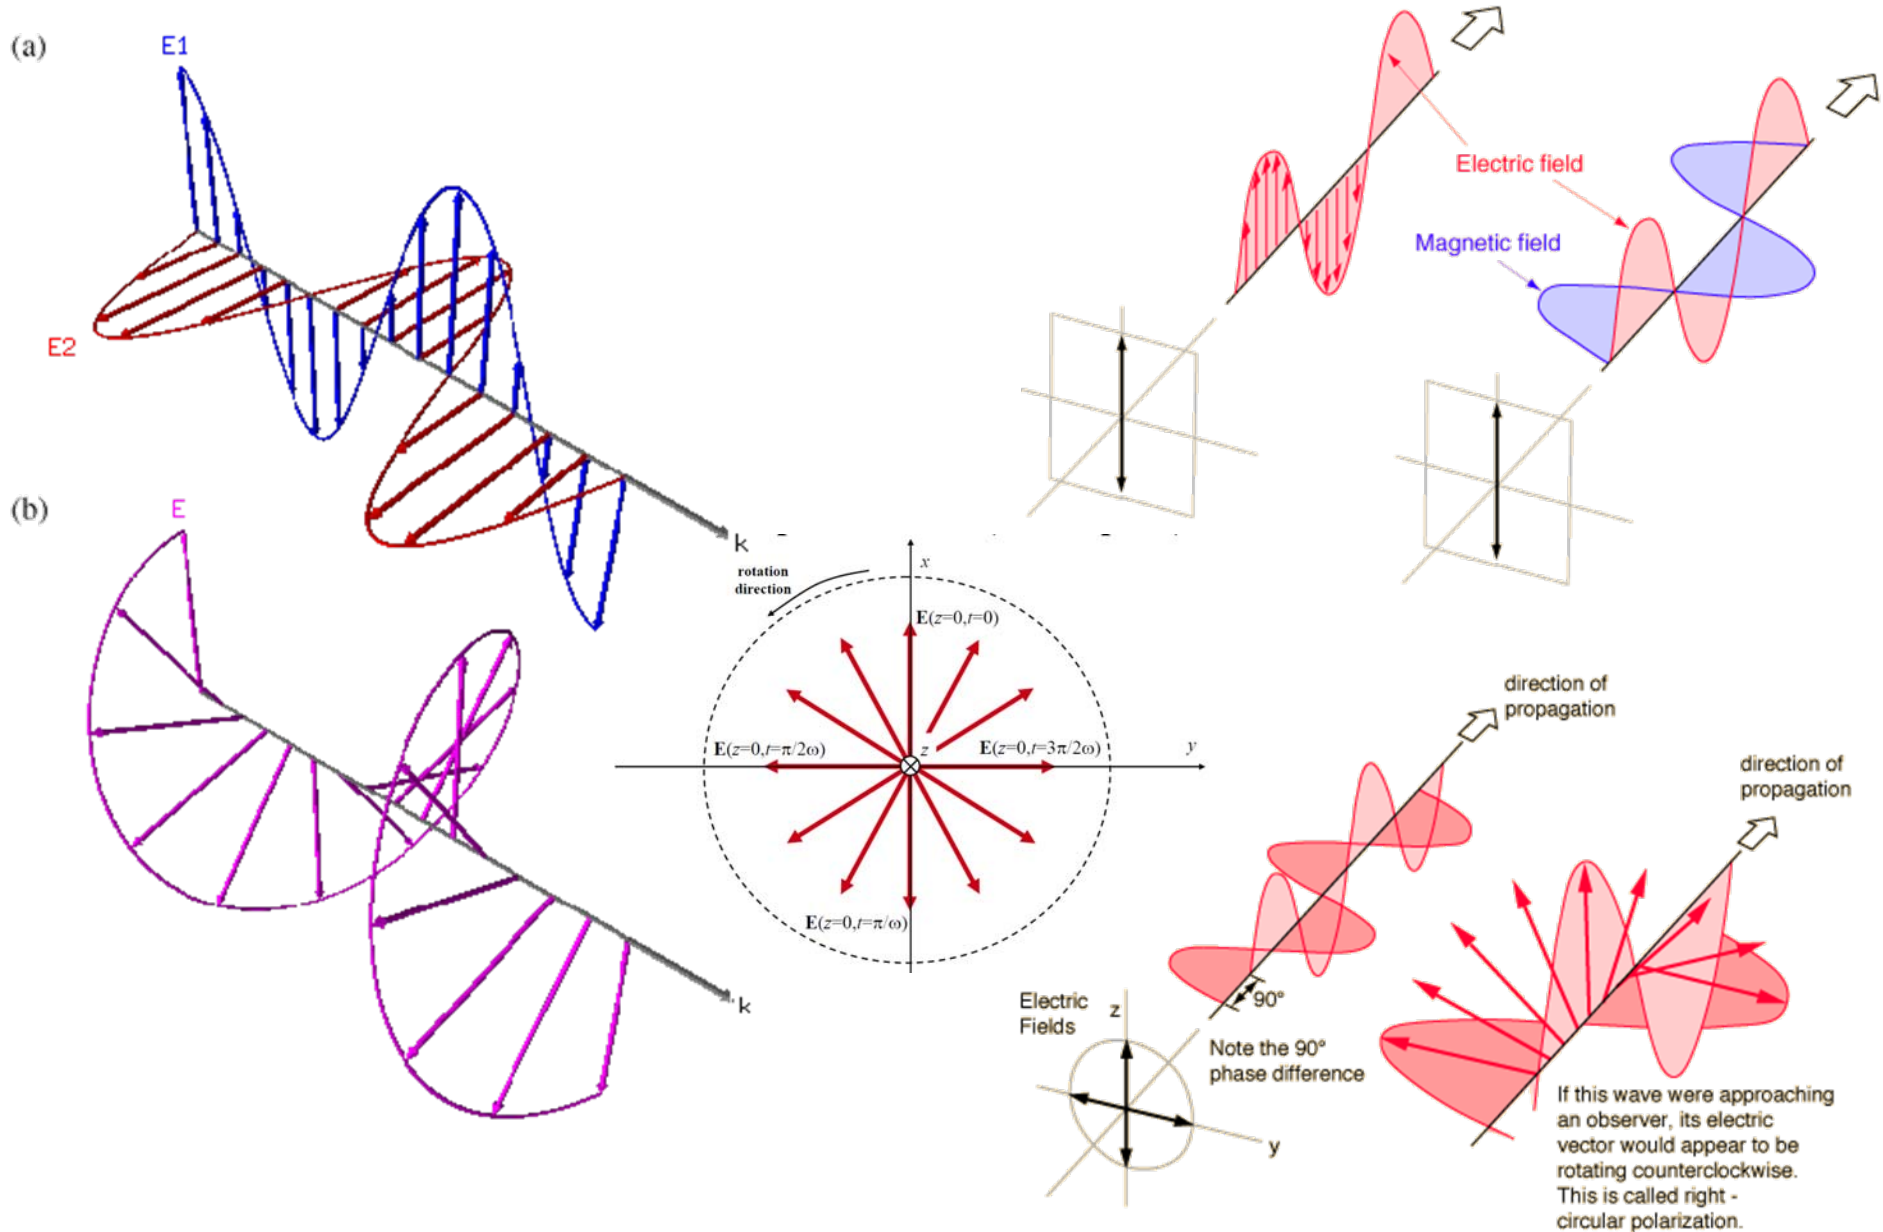 (a)
E1
E2
k
Electric field
Magnetic field
(b)
E
k
rotation
direction
x
E(z=0,t=0)
E(z=0,t=π/2ω)
z
E(z=0,t=3π/2ω)
y
E(z=0,t=π/ω)
direction of
propagation
direction of
propagation
Electric
Fields
z
90°
Note the 90°
phase difference
y
If this wave were approaching
an observer, its electric
vector would appear to be
rotating counterclockwise.
This is called right -
circular polarization.